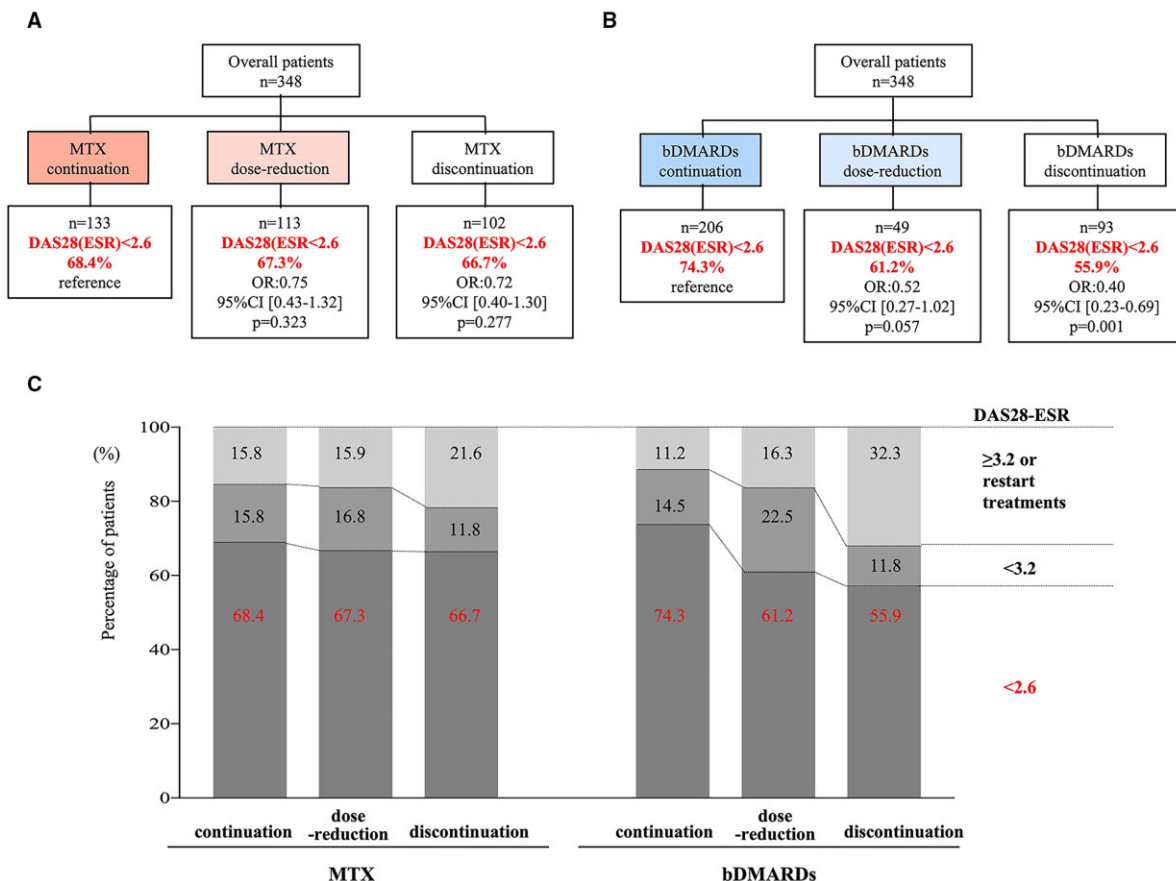 A
Overall patients
n=348
MTX
continuation
MTX
dose-reduction
MTX
discontinuation
n=133
DAS28(ESR)<2.6
68.4%
reference
n=113
DAS28(ESR)<2.6
67.3%
OR:0.75
95%CI [0.43-1.32]
p=0.323
n=102
DAS28(ESR)<2.6
66.7%
OR:0.72
95%CI [0.40-1.30]
p=0.277
B
Overall patients
n=348
bDMARDs
continuation
bDMARDs
dose-reduction
bDMARDs
discontinuation
n=206
DAS28(ESR)<2.6
74.3%
reference
n=49
DAS28(ESR)<2.6
61.2%
OR:0.52
95%CI [0.27-1.02]
p=0.057
n=93
DAS28(ESR)<2.6
55.9%
OR:0.40
95%CI [0.23-0.69]
p=0.001
C
DAS28-ESR
(%)
Percentage of patients
100
80
60
40
20
0
15.8 15.9 21.6 11.2 16.3 32.3
15.8 16.8 11.8 14.5 22.5 11.8
68.4 67.3 66.7 74.3 61.2 55.9
≥3.2 or
restart
treatments
<3.2
<2.6
continuation
dose
-reduction
discontinuation
MTX
continuation
dose
-reduction
discontinuation
bDMARDs